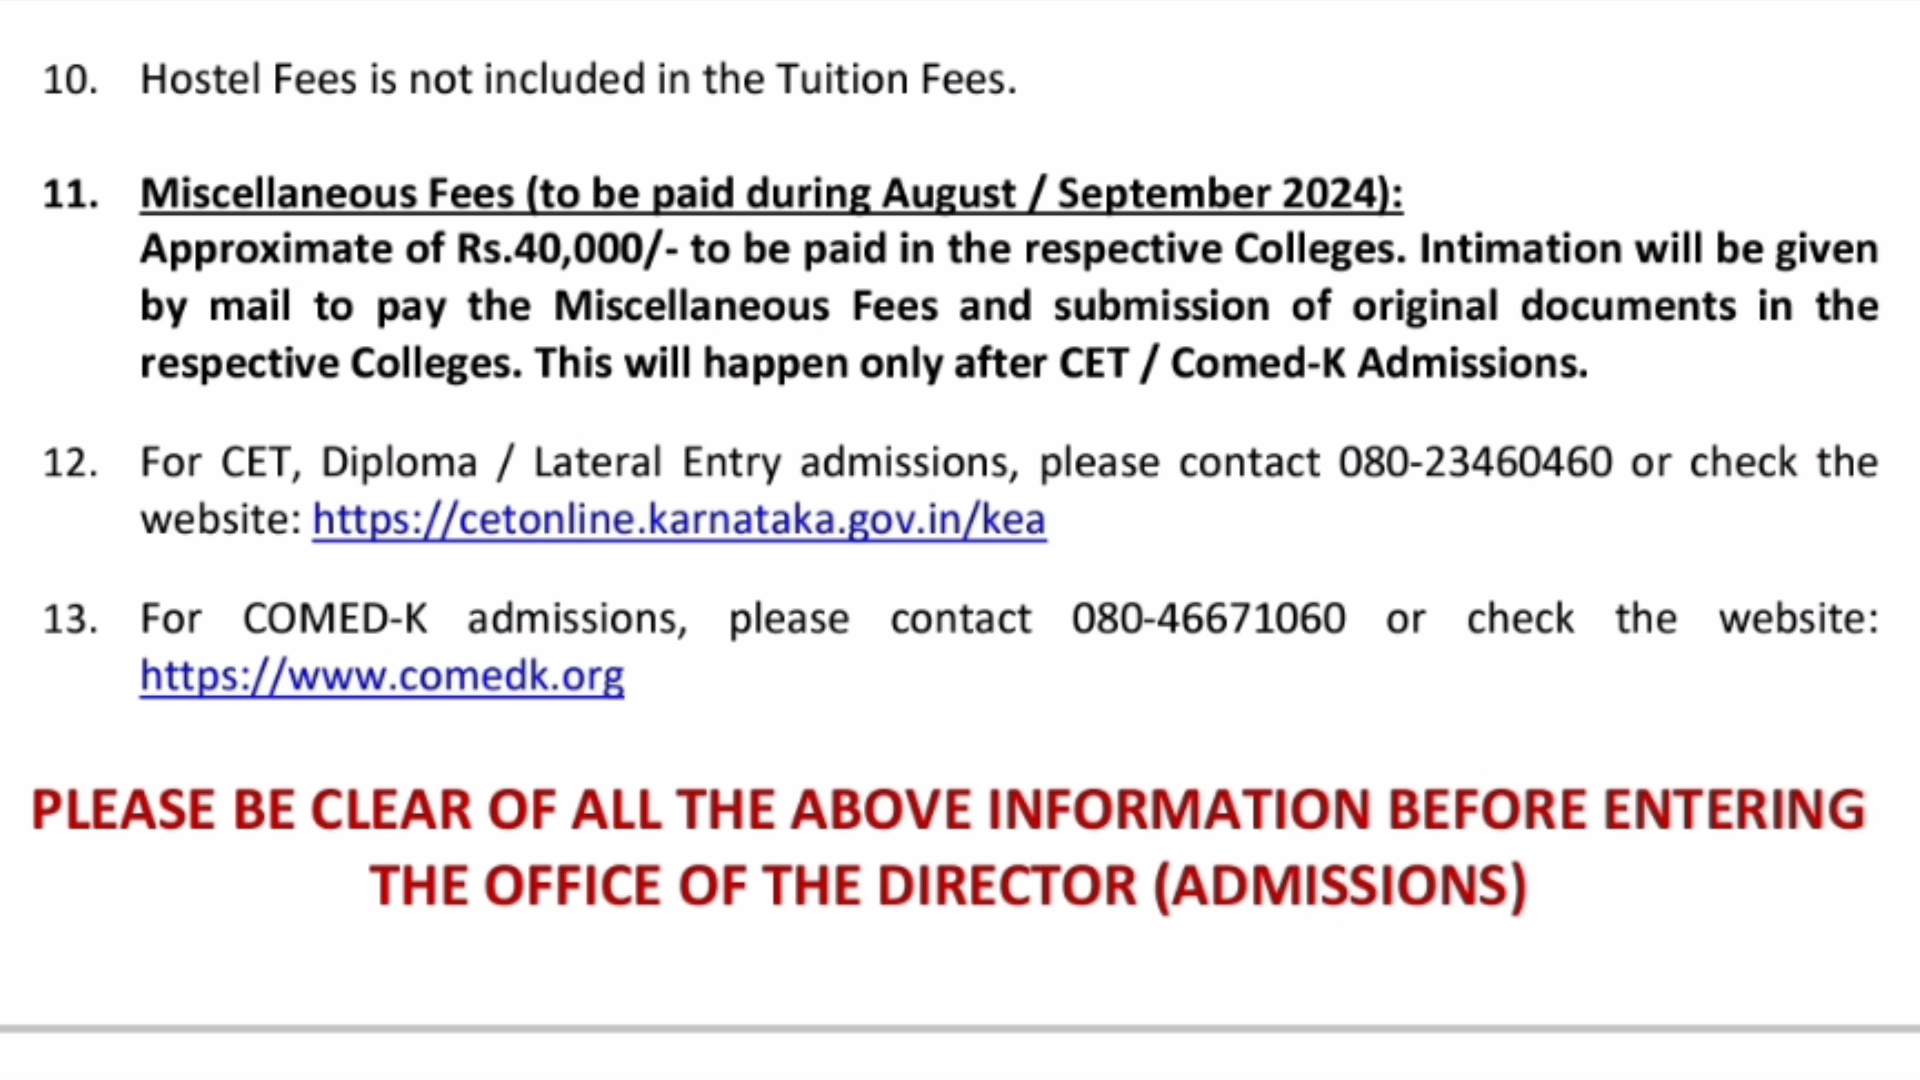 10. Hostel Fees is not included in the Tuition Fees.
11. Miscellaneous Fees (to be paid during August / September 2024):
Approximate of Rs.40,000/- to be paid in the respective Colleges. Intimation will be given
by mail to pay the Miscellaneous Fees and submission of original documents in the
respective Colleges. This will happen only after CET / Comed-K Admissions.
12. For CET, Diploma / Lateral Entry admissions, please contact 080-23460460 or check the
website: https://cetonline.karnataka.gov.in/kea
13. For COMED-K admissions, please contact 080-46671060 or check the website:
https://www.comedk.org
PLEASE BE CLEAR OF ALL THE ABOVE INFORMATION BEFORE ENTERING
THE OFFICE OF THE DIRECTOR (ADMISSIONS)